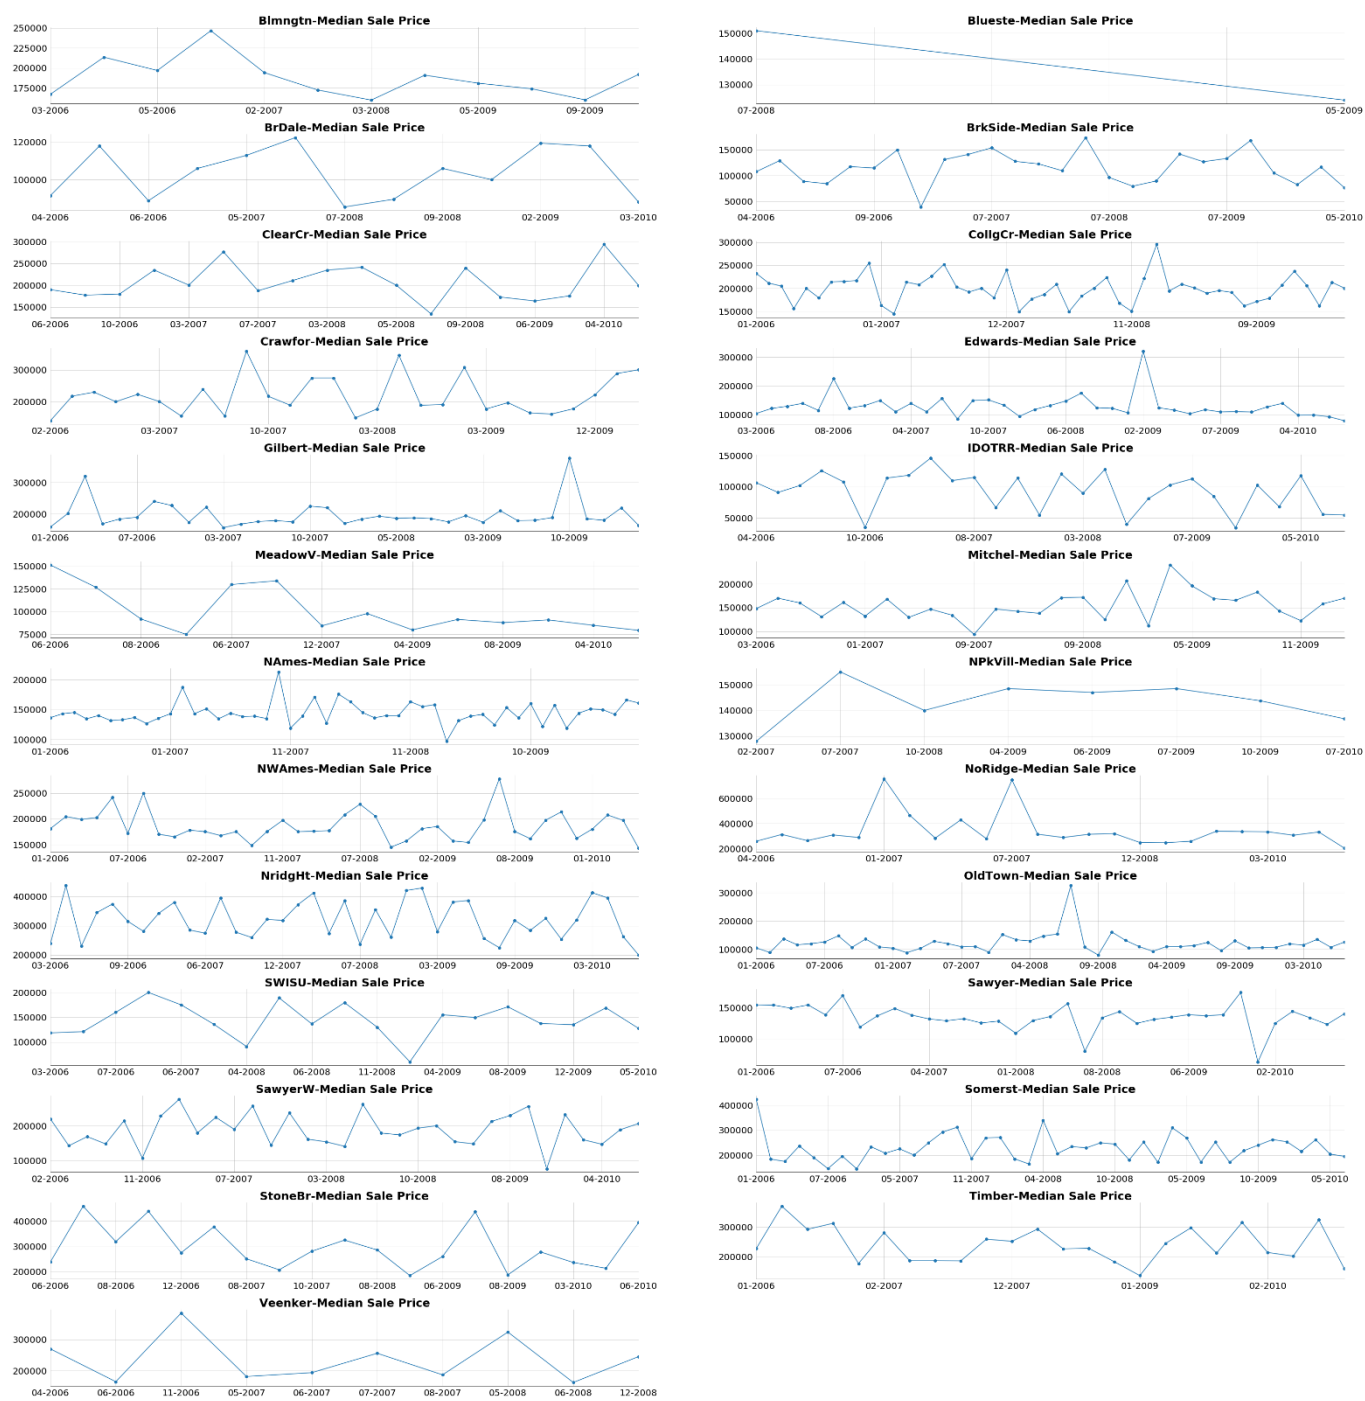 Blmngtn-Median Sale Price
250000
225000
200000
175000
03-2006 05-2006 02-2007 03-2008 05-2009 09-2009
Blueste-Median Sale Price
150000
140000
130000
07-2008 05-2009
BrDale-Median Sale Price
120000
100000
04-2006 06-2006 05-2007 07-2008 09-2008 02-2009 03-2010
BrkSide-Median Sale Price
150000
100000
50000
04-2006 09-2006 07-2007 07-2008 07-2009 05-2010
ClearCr-Median Sale Price
300000
250000
200000
150000
06-2006 10-2006 03-2007 07-2007 03-2008 05-2008 09-2008 06-2009 04-2010
CollgCr-Median Sale Price
300000
250000
200000
150000
01-2006 01-2007 12-2007 11-2008 09-2009
Crawfor-Median Sale Price
300000
200000
02-2006 03-2007 10-2007 03-2008 03-2009 12-2009
Edwards-Median Sale Price
300000
200000
100000
03-2006 08-2006 04-2007 10-2007 06-2008 02-2009 07-2009 04-2010
Gilbert-Median Sale Price
300000
200000
01-2006 07-2006 03-2007 10-2007 05-2008 03-2009 10-2009
IDOTRR-Median Sale Price
150000
100000
50000
04-2006 10-2006 08-2007 03-2008 07-2009 05-2010
MeadowV-Median Sale Price
150000
125000
100000
75000
06-2006 08-2006 06-2007 12-2007 04-2009 07-2009 04-2010
Mitchel-Median Sale Price
200000
150000
100000
03-2006 01-2007 09-2007 09-2008 05-2009 11-2009
NAmes-Median Sale Price
200000
150000
100000
01-2006 01-2007 11-2007 11-2008 10-2009
NPkVill-Median Sale Price
150000
140000
130000
02-2007 07-2007 10-2008 04-2009 06-2009 07-2009 10-2009 07-2010
NWAmes-Median Sale Price
250000
200000
150000
01-2006 07-2006 02-2007 11-2007 07-2008 02-2009 08-2009 01-2010
NoRidge-Median Sale Price
600000
400000
200000
04-2006 01-2007 07-2007 12-2008 03-2010
NridgHt-Median Sale Price
400000
300000
200000
03-2006 09-2006 06-2007 12-2007 07-2008 03-2009 09-2009 03-2010
OldTown-Median Sale Price
300000
200000
100000
01-2006 07-2006 01-2007 07-2007 04-2008 09-2008 04-2009 09-2009 03-2010
SWISU-Median Sale Price
200000
150000
100000
03-2006 07-2006 06-2007 04-2008 06-2008 11-2008 04-2009 08-2009 12-2009 05-2010
Sawyer-Median Sale Price
150000
100000
01-2006 07-2006 04-2007 01-2008 08-2008 06-2009 02-2010
SawyerW-Median Sale Price
200000
100000
02-2006 11-2006 07-2007 03-2008 10-2008 08-2009 04-2010
Somerst-Median Sale Price
400000
300000
200000
01-2006 07-2006 05-2007 11-2007 04-2008 10-2008 05-2009 10-2009 05-2010
StoneBr-Median Sale Price
400000
300000
200000
06-2006 08-2006 12-2006 08-2007 10-2007 08-2008 06-2009 08-2009 03-2010 06-2010
Timber-Median Sale Price
300000
200000
01-2006 02-2007 12-2007 01-2009 02-2010
Veenker-Median Sale Price
300000
200000
04-2006 06-2006 11-2006 05-2007 06-2007 07-2007 02-2008 05-2008 06-2008 12-2008